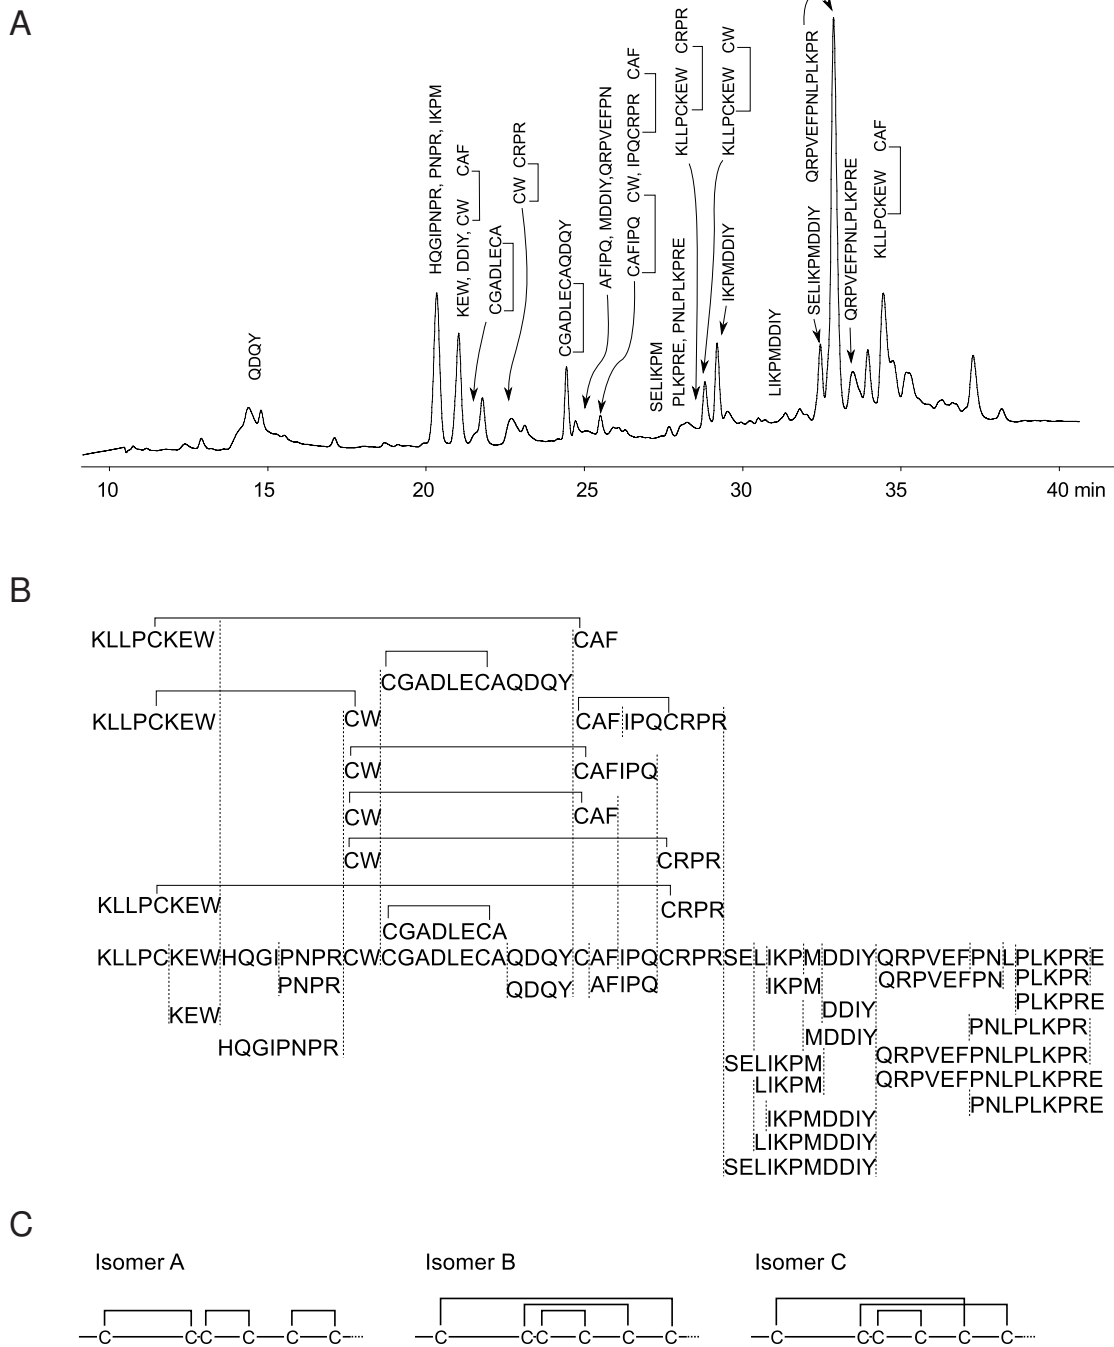 A
QDQY
HQGIPNPR, PNPR, IKPM
KEW, DDIY, CW CAF
CGADLECA
CW CRPR
CGADLECAQDQY
AFIPQ, MDDIY,QRPVEFPN
CAFIPQ CW, IPQCRPR CAF
SELIKPM
PLKPRE, PNLPLKPRE
KLLPCKEW CRPR
KLLPCKEW CW
IKPMDDIY
LIKPMDDIY
SELIKPMDDIY QRPVEFPNLPLKPR
QRPVEFPNLPLKPRE
KLLPCKEW CAF
10 15 20 25 30 35 40 min
B
KLLPCKEW CAF
CGADLECAQDQY
KLLPCKEW CW CAFIPQCRPR
CW CAFIPQ
CW CAF
CW CRPR
KLLPCKEW CRPR
CGADLECA
KLLPCKEWHQGIPNPRCWCGADLECAQDQYCAFIPQCRPRSELIKPMDDIYQRPVEFPNLPLKPRE
PNPR QDQY AFIPQ IKPM QRPVEFPN PLKPR
KEW DDIY PLKPRE
MDDIY PNLPLKPR
HQGIPNPR SELIKPM QRPVEFPNLPLKPR
LIKPM QRPVEFPNLPLKPRE
IKPMDDIY PNLPLKPRE
LIKPMDDIY
SELIKPMDDIY
C
Isomer A Isomer B Isomer C
C CC C C C C CC C C C C CC C C C